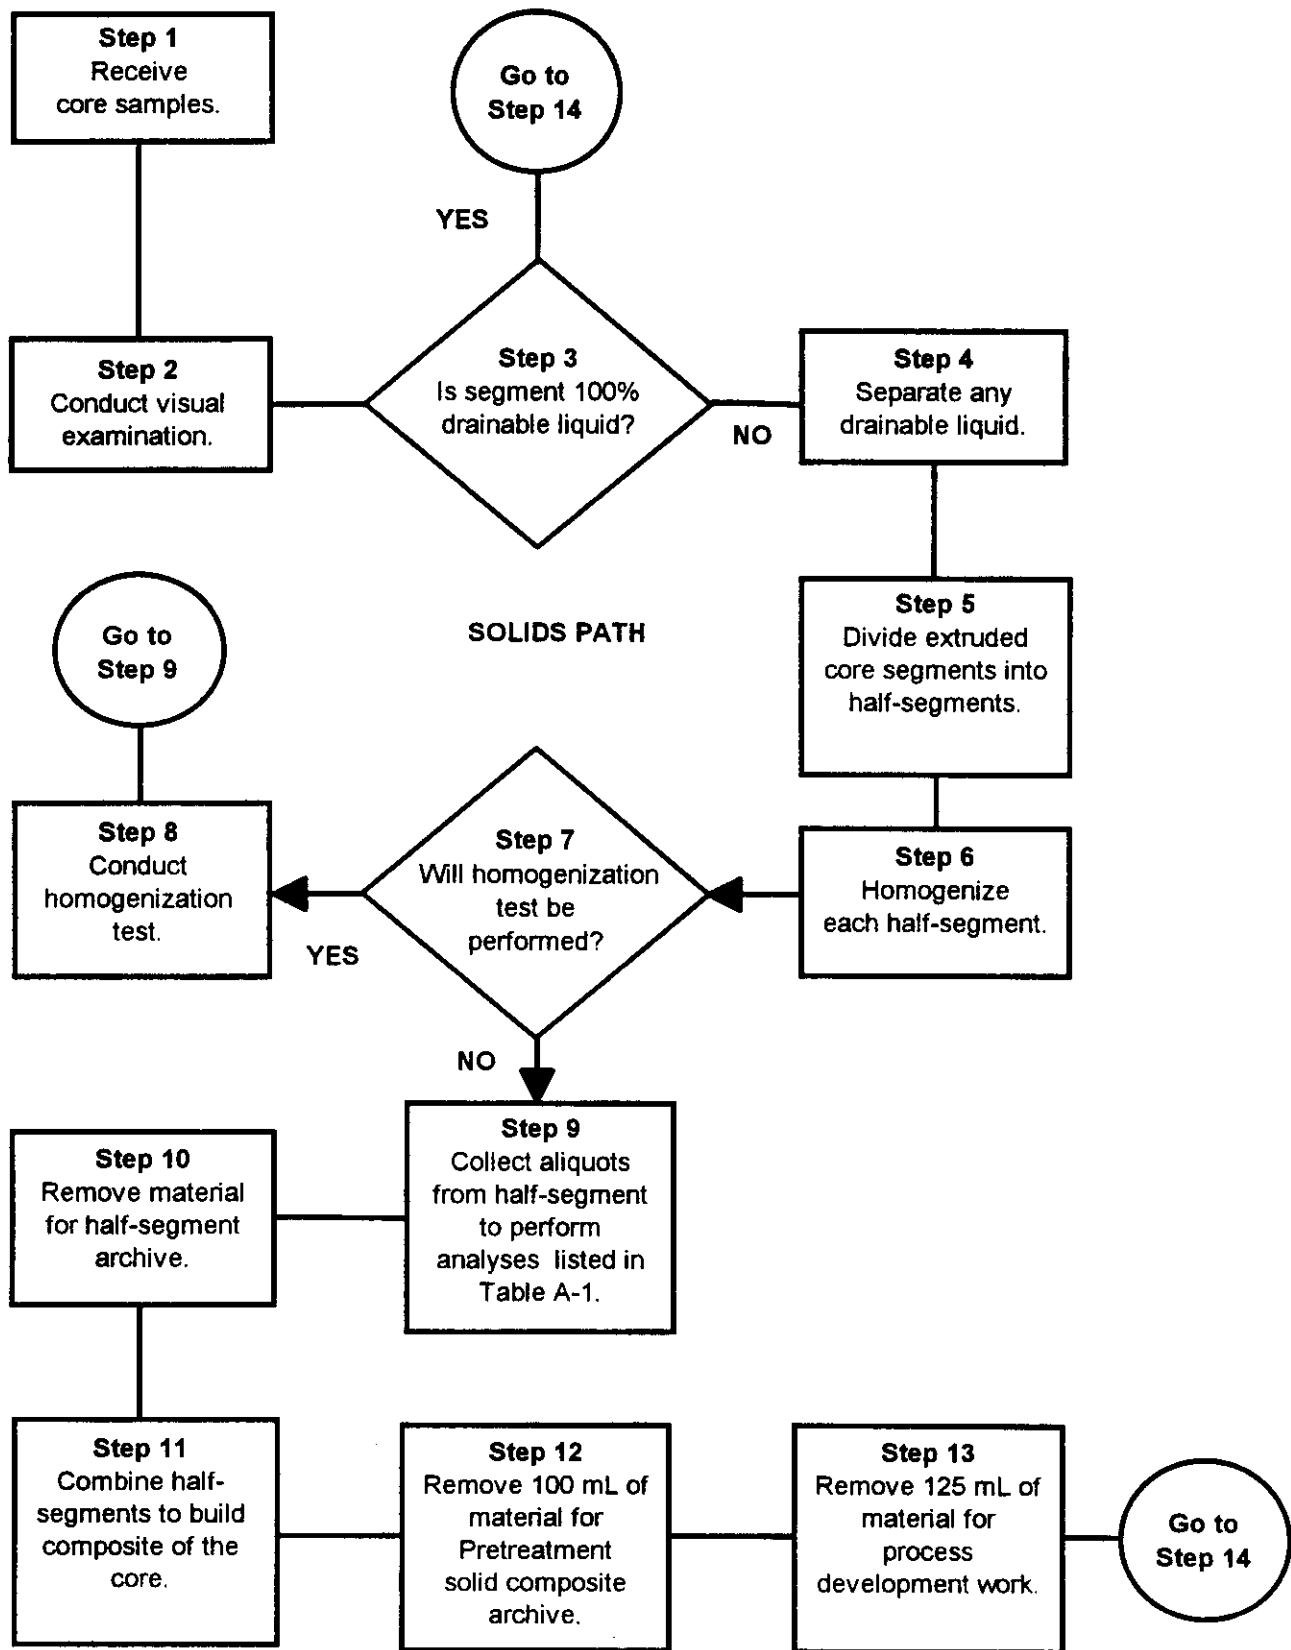 Step 1
Receive
core samples.
Go to
Step 14
YES
Step 2
Conduct visual
examination.
Step 3
Is segment 100%
drainable liquid?
NO
Step 4
Separate any
drainable liquid.
Step 5
Divide extruded
core segments into
half-segments.
SOLIDS PATH
Go to
Step 9
Step 6
Homogenize
each half-segment.
Step 7
Will homogenization
test be
performed?
YES
Step 8
Conduct
homogenization
test.
NO
Step 9
Collect aliquots
from half-segment
to perform
analyses listed in
Table A-1.
Step 10
Remove material
for half-segment
archive.
Step 11
Combine half-
segments to build
composite of the
core.
Step 12
Remove 100 mL of
material for
Pretreatment
solid composite
archive.
Step 13
Remove 125 mL of
material for
process
development work.
Go to
Step 14